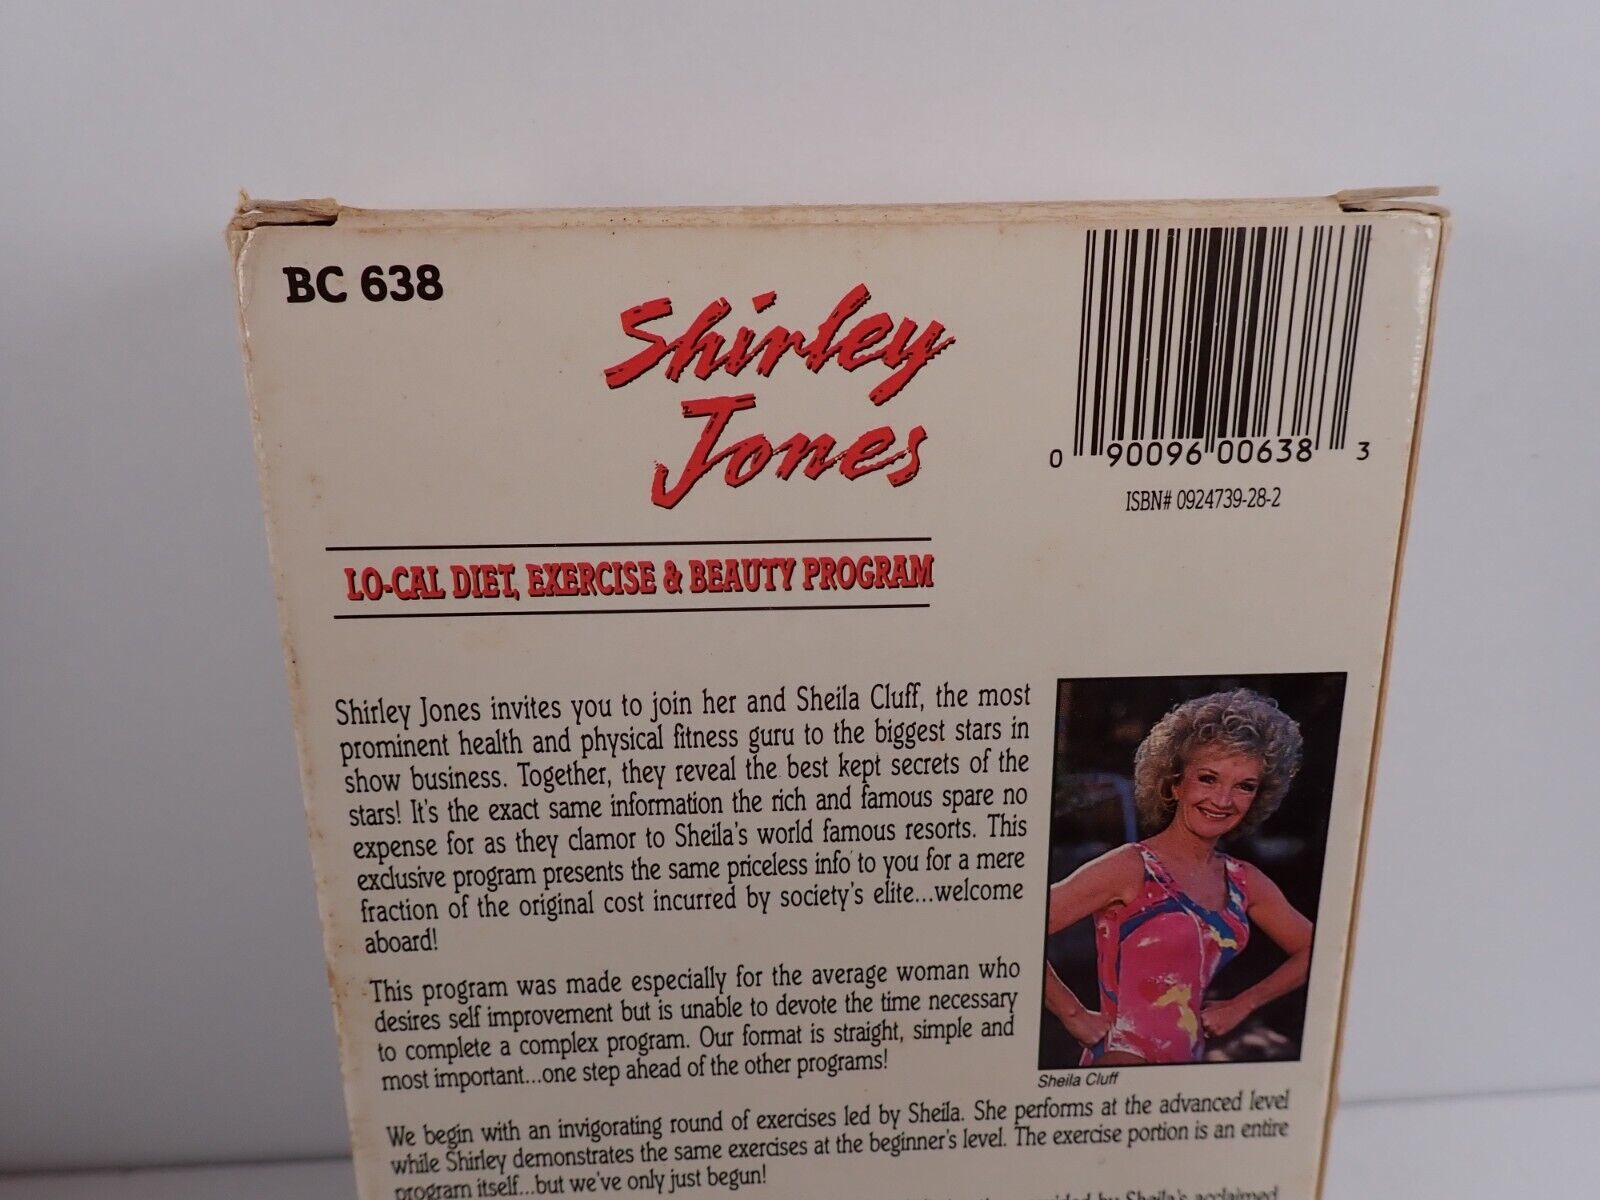 BC 638
Shirley
Jones
0 90096 00638 3
ISBN# 0924739-28-2
LO-CAL DIET, EXERCISE & BEAUTY PROGRAM
Shirley Jones invites you to join her and Sheila Cluff, the most
prominent health and physical fitness guru to the biggest stars in
show business. Together, they reveal the best kept secrets of the
stars! It's the exact same information the rich and famous spare no
expense for as they clamor to Sheila's world famous resorts. This
exclusive program presents the same priceless info to you for a mere
fraction of the original cost incurred by society's elite...welcome
aboard!
This program was made especially for the average woman who
desires self improvement but is unable to devote the time necessary
to complete a complex program. Our format is straight, simple and
most important...one step ahead of the other programs!
Sheila Cluff
We begin with an invigorating round of exercises led by Sheila. She performs at the advanced level
while Shirley demonstrates the same exercises at the beginner's level. The exercise portion is an entire
program itself...but we've only just begun!
by Sheila's acclaimed